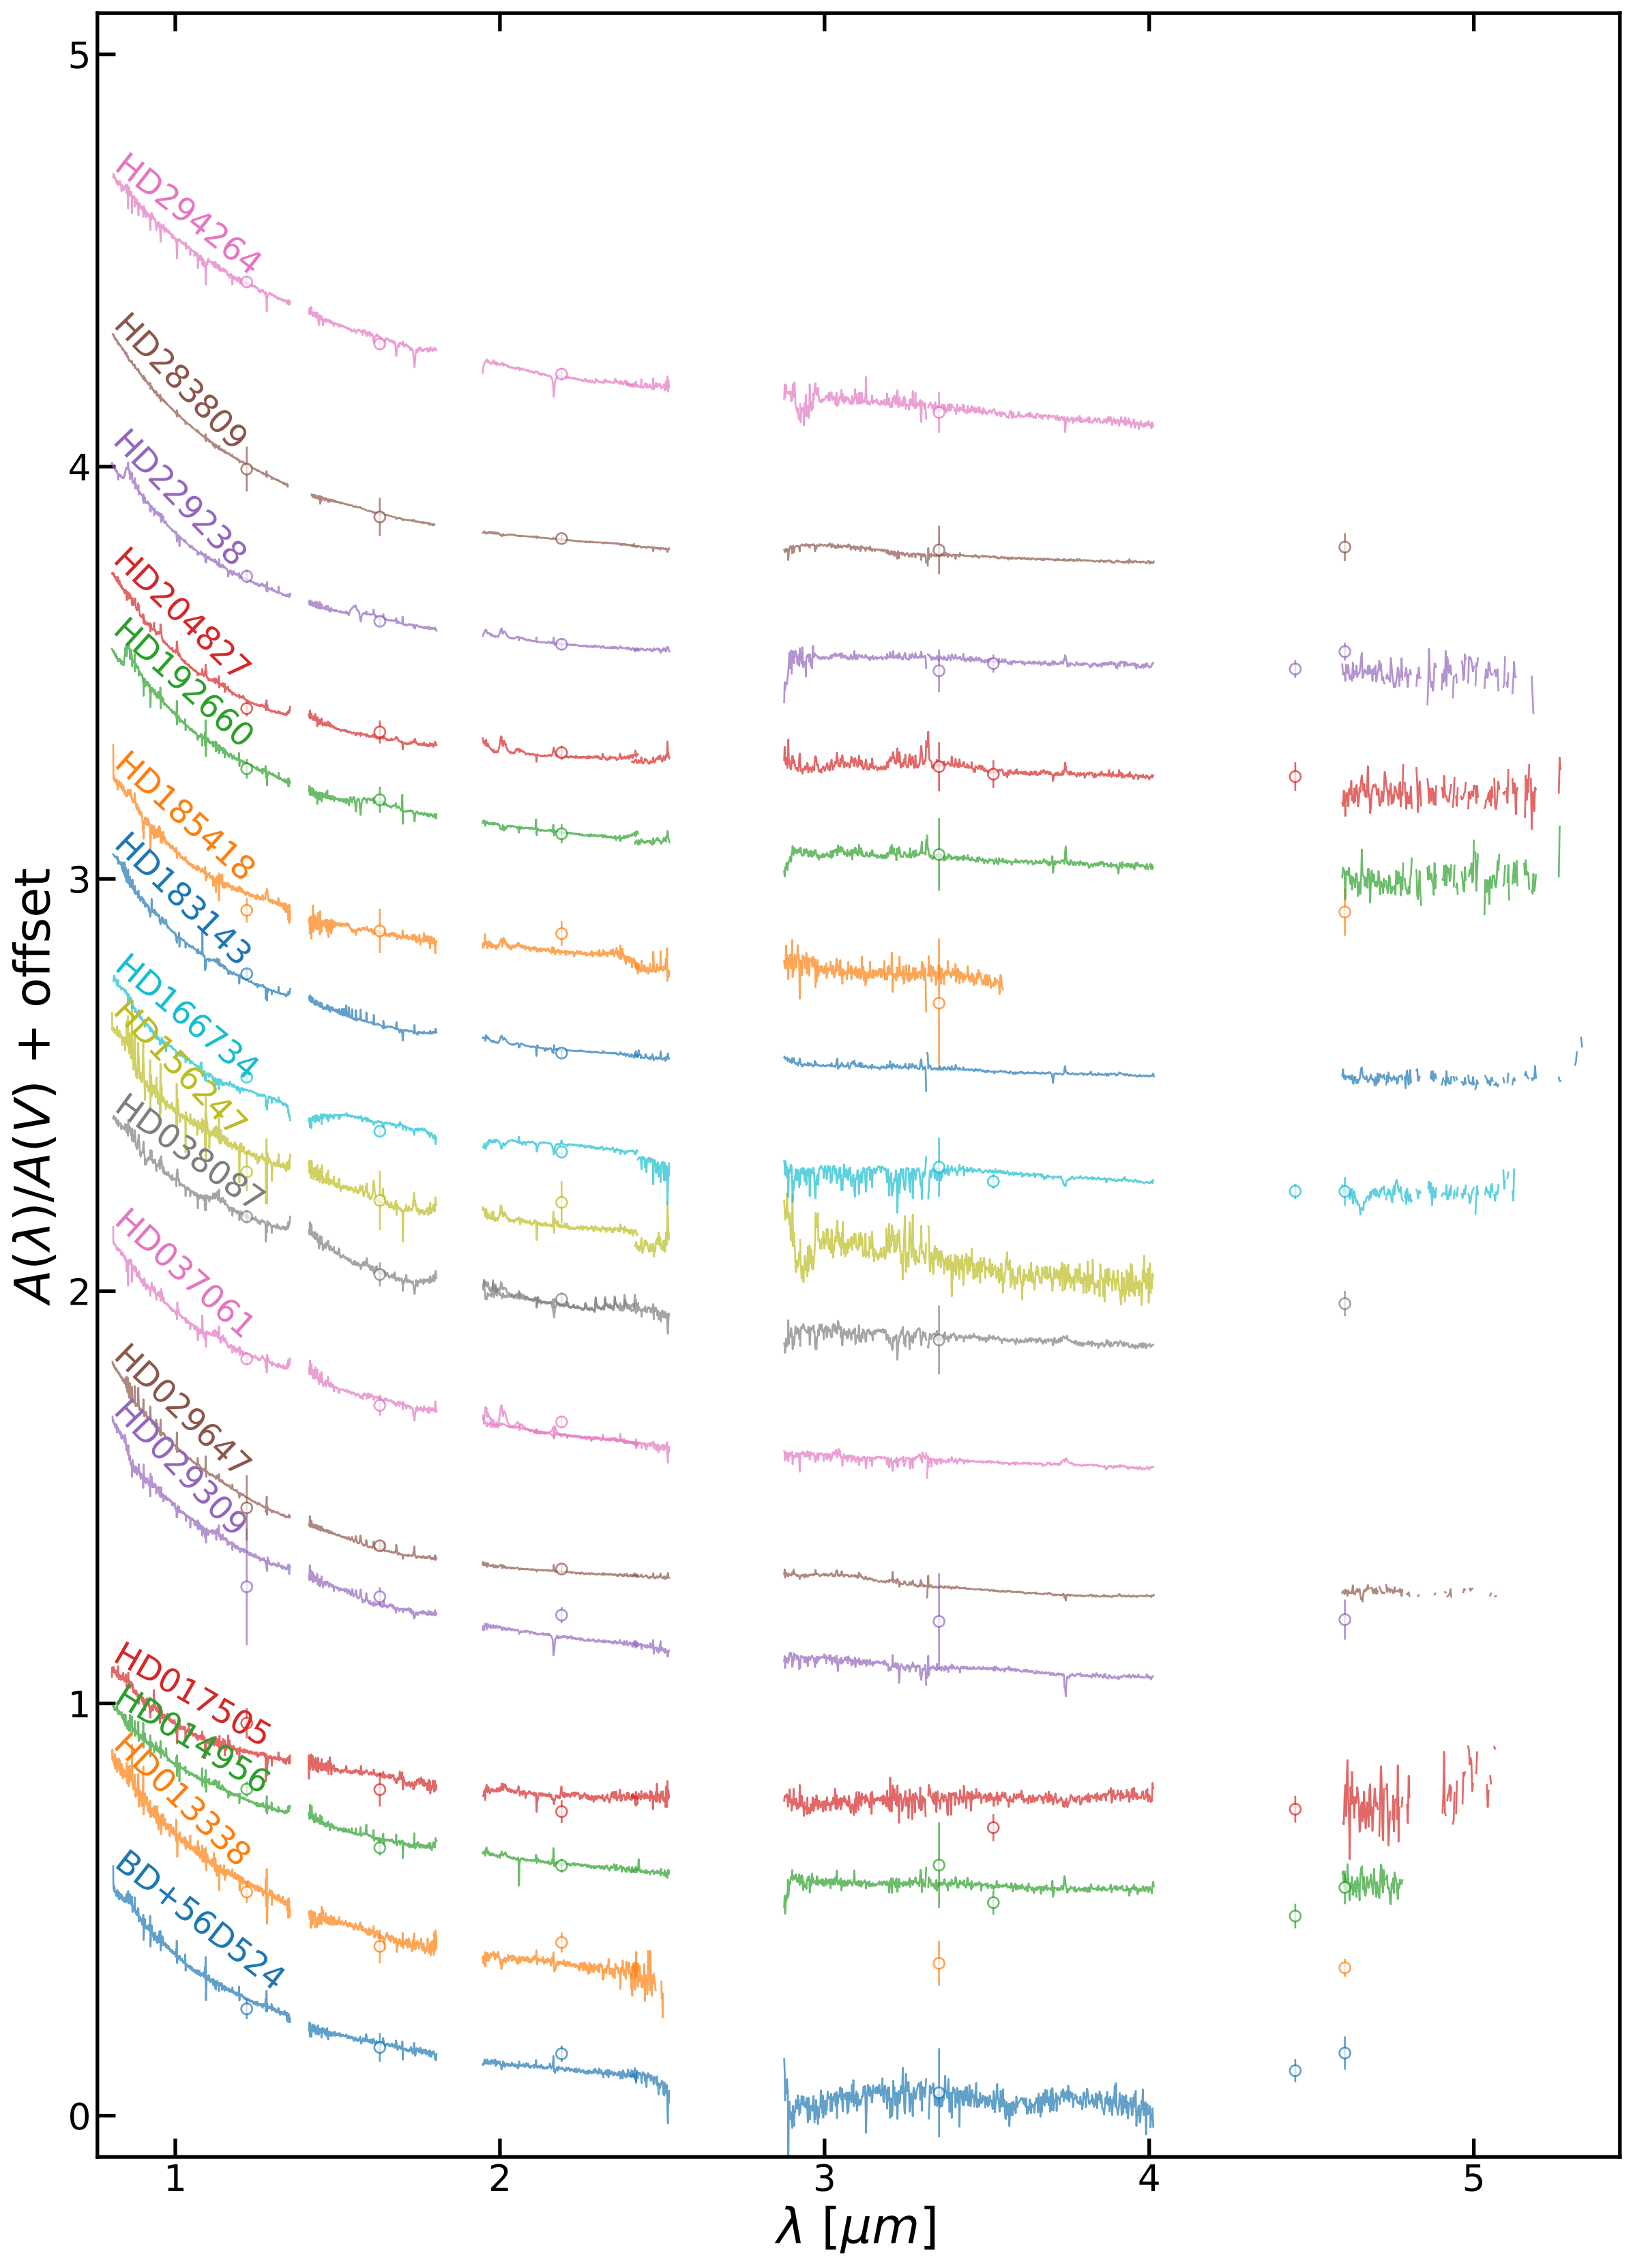 5
HD294264
HD283809
4
HD229238
HD204827
HD192660
HD185418
HD183143
3
HD166734
HD156247
HD038087
2
HD037061
HD029647
HD029309
HD017505
1
HD014956
HD013338
BD+56D524
0
A(λ)/A(V) + offset
1 2 3 4 5
λ [μm]